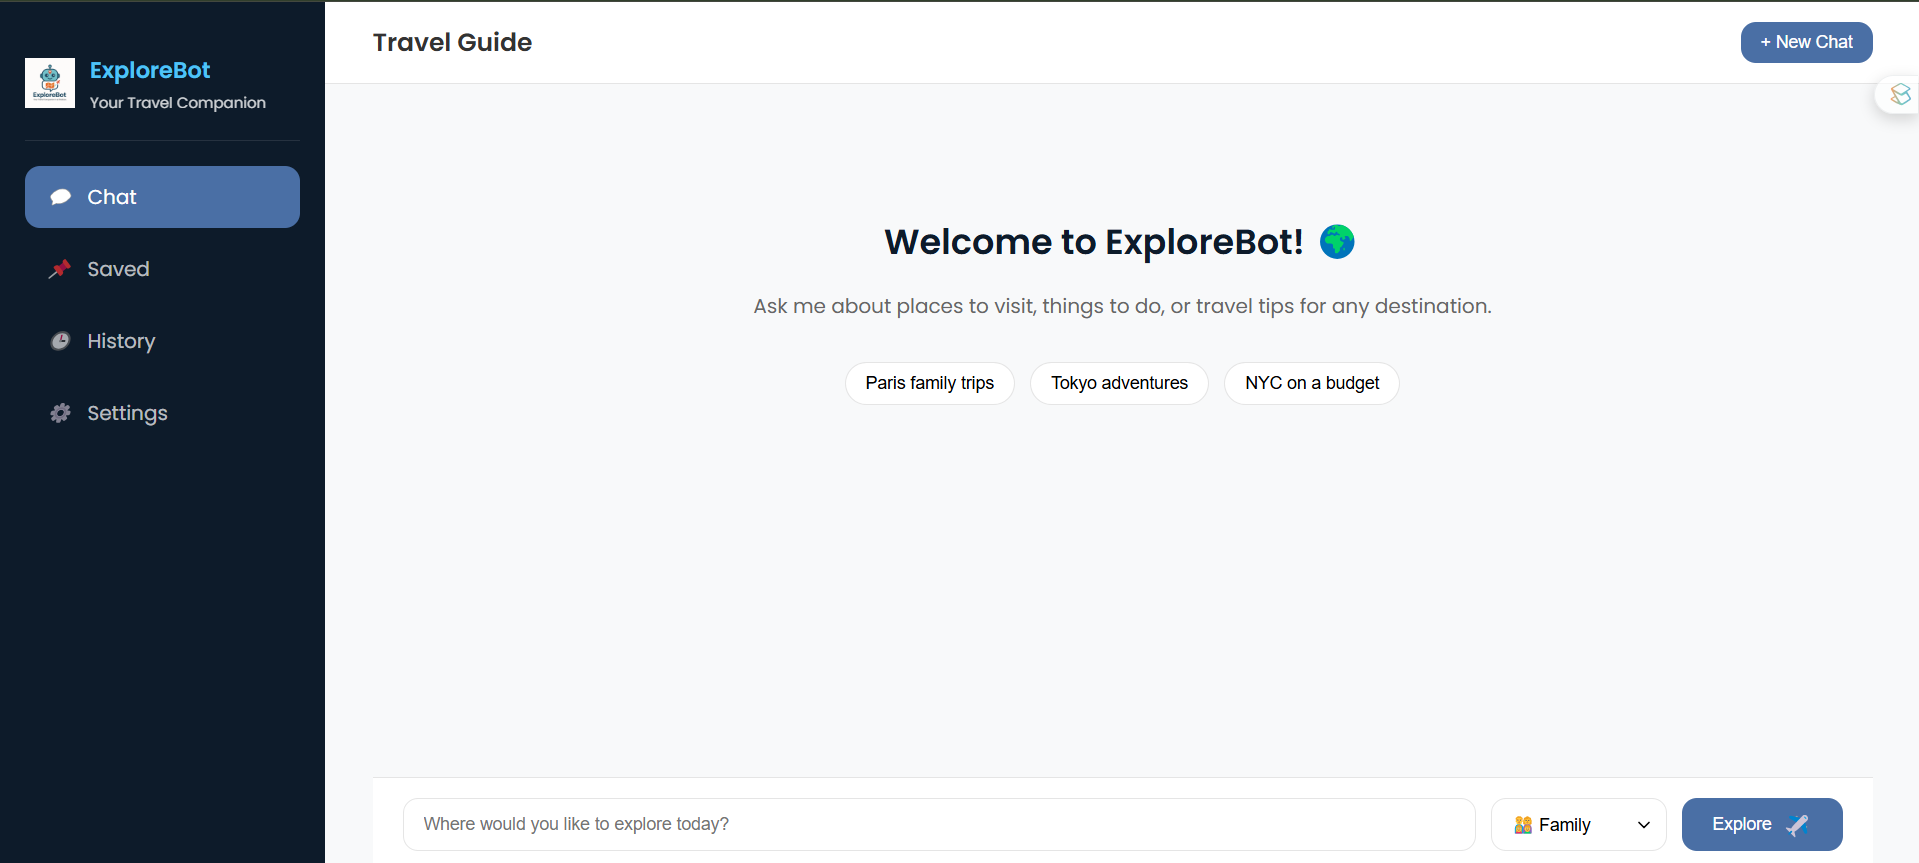 ExploreBot
ExploreBot
Your Travel Companion
Chat
Saved
History
Settings
Travel Guide
+ New Chat
Welcome to ExploreBot!
Ask me about places to visit, things to do, or travel tips for any destination.
Paris family trips
Tokyo adventures
NYC on a budget
Where would you like to explore today?
Family
Explore